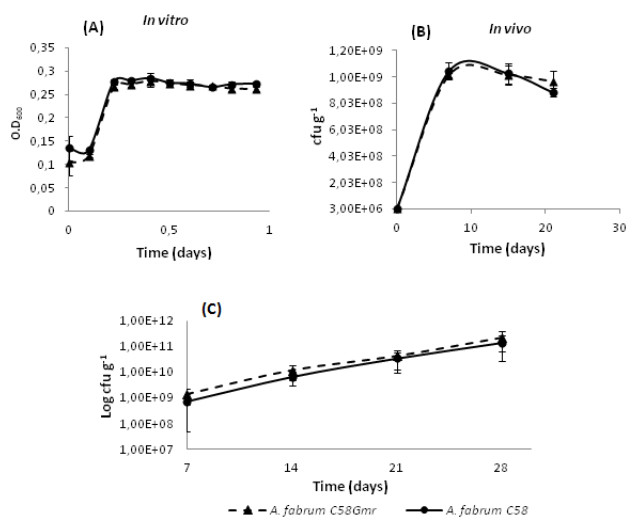 (A)
In vitro
0,35
0,3
0,25
0,2
0,15
0,1
0,05
0
O.D600
0
0,5
1
Time (days)
(B)
In vivo
1,20E+09
1,00E+09
8,03E+08
6,03E+08
4,03E+08
2,03E+08
3,00E+06
cfu g-1
0
10
20
30
Time (days)
(C)
1,00E+12
1,00E+11
1,00E+10
1,00E+09
1,00E+08
1,00E+07
Log cfu g-1
7
14
21
28
Time (days)
A. fabrum C58Gmr
A. fabrum C58